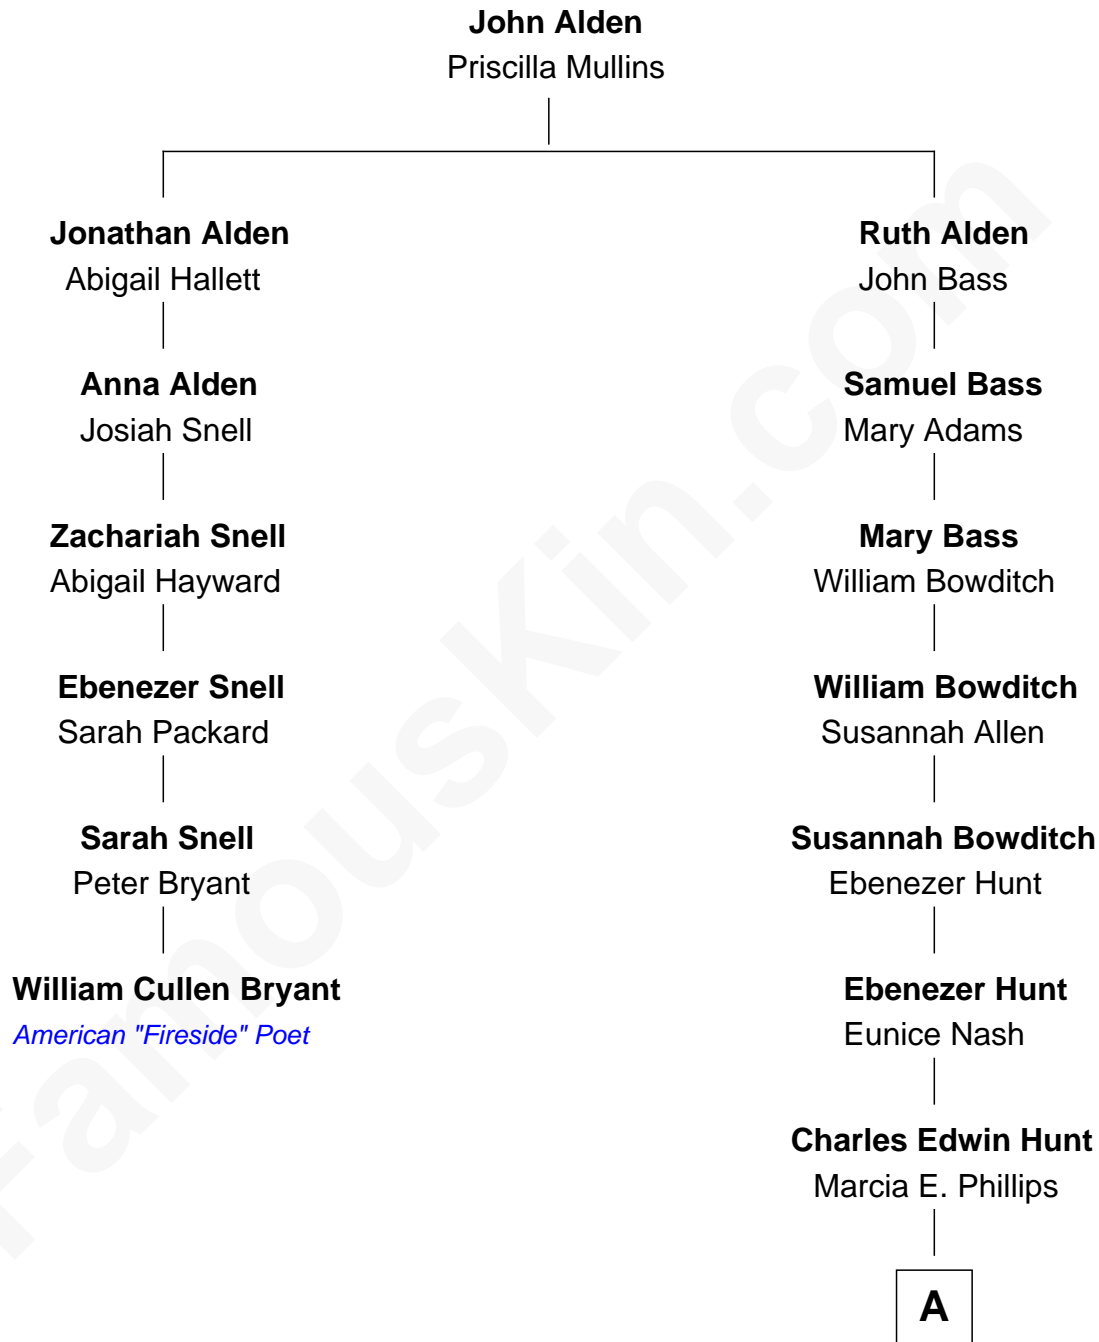 John Alden
Priscilla Mullins
Jonathan Alden
Abigail Hallett
Ruth Alden
John Bass
Anna Alden
Josiah Snell
Samuel Bass
Mary Adams
Zachariah Snell
Abigail Hayward
Mary Bass
William Bowditch
Ebenezer Snell
Sarah Packard
William Bowditch
Susannah Allen
Sarah Snell
Peter Bryant
Susannah Bowditch
Ebenezer Hunt
William Cullen Bryant
American "Fireside" Poet
Ebenezer Hunt
Eunice Nash
Charles Edwin Hunt
Marcia E. Phillips
A
FamousKin.com